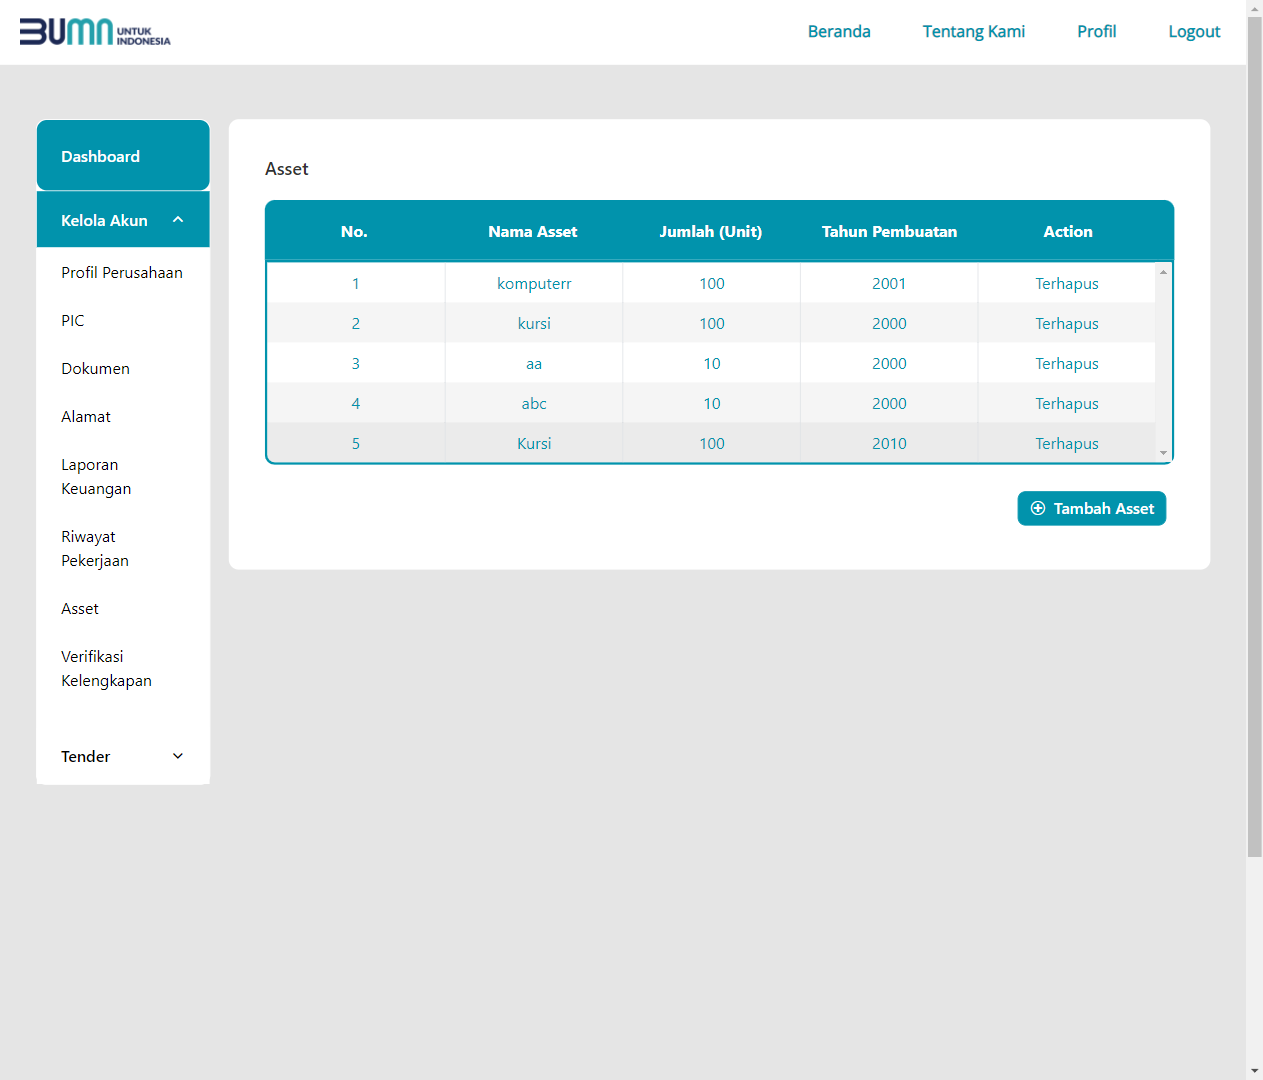 BUMN UNTUK INDONESIA
Beranda Tentang Kami Profil Logout
Dashboard
Kelola Akun
Profil Perusahaan
PIC
Dokumen
Alamat
Laporan
Keuangan
Riwayat
Pekerjaan
Asset
Verifikasi
Kelengkapan
Tender
Asset
No. Nama Asset Jumlah (Unit) Tahun Pembuatan Action
1 komputerr 100 2001 Terhapus
2 kursi 100 2000 Terhapus
3 aa 10 2000 Terhapus
4 abc 10 2000 Terhapus
5 Kursi 100 2010 Terhapus
Tambah Asset